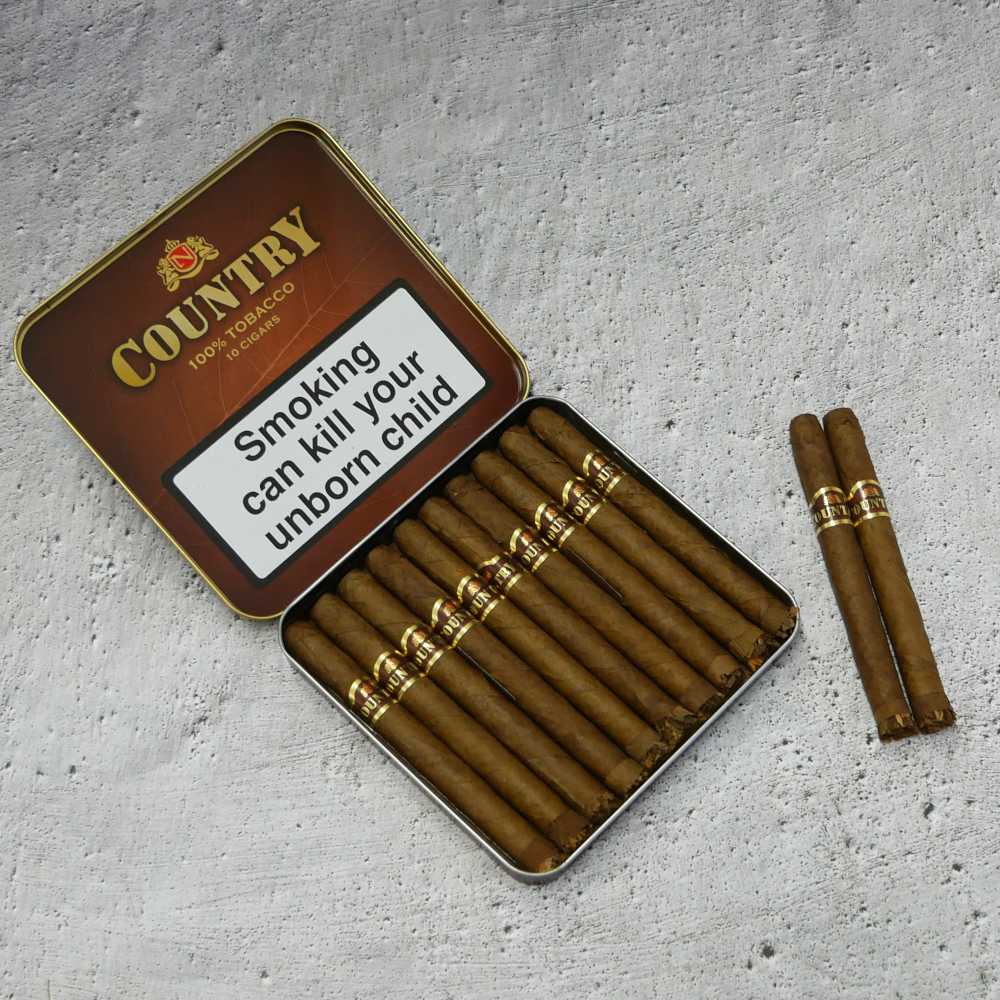 N
COUNTRY
100% TOBACCO
10 CIGARS
Smoking
can kill your
unborn child